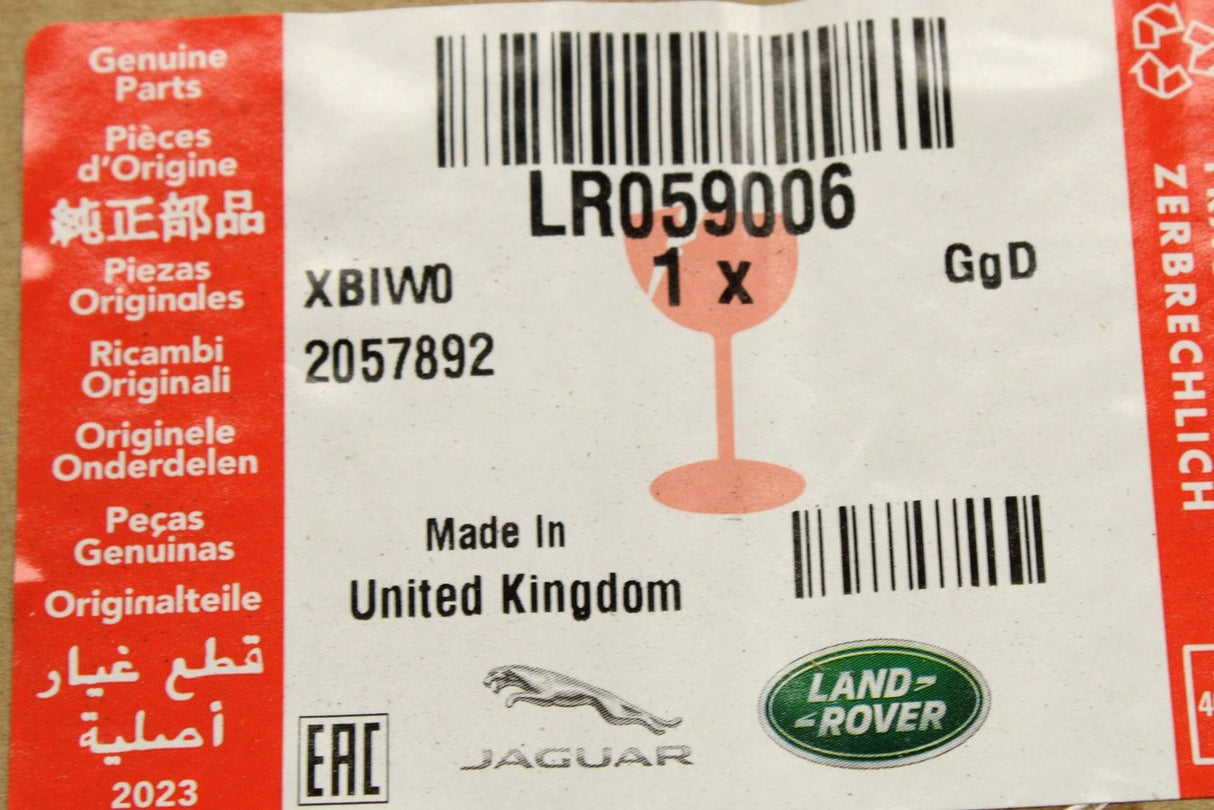 Genuine
Parts
Pièces
d'Origine
純正部品
Piezas
Originales
Ricambi
Originali
Originele
Onderdelen
Peças
Genuinas
Originalteile
قطع غيار
أصلية
2023
LR059006
1 x
XBIW0
GgD
2057892
Made In
United Kingdom
EAC
JAGUAR
LAND-
-ROVER
ZERBRECHLICH